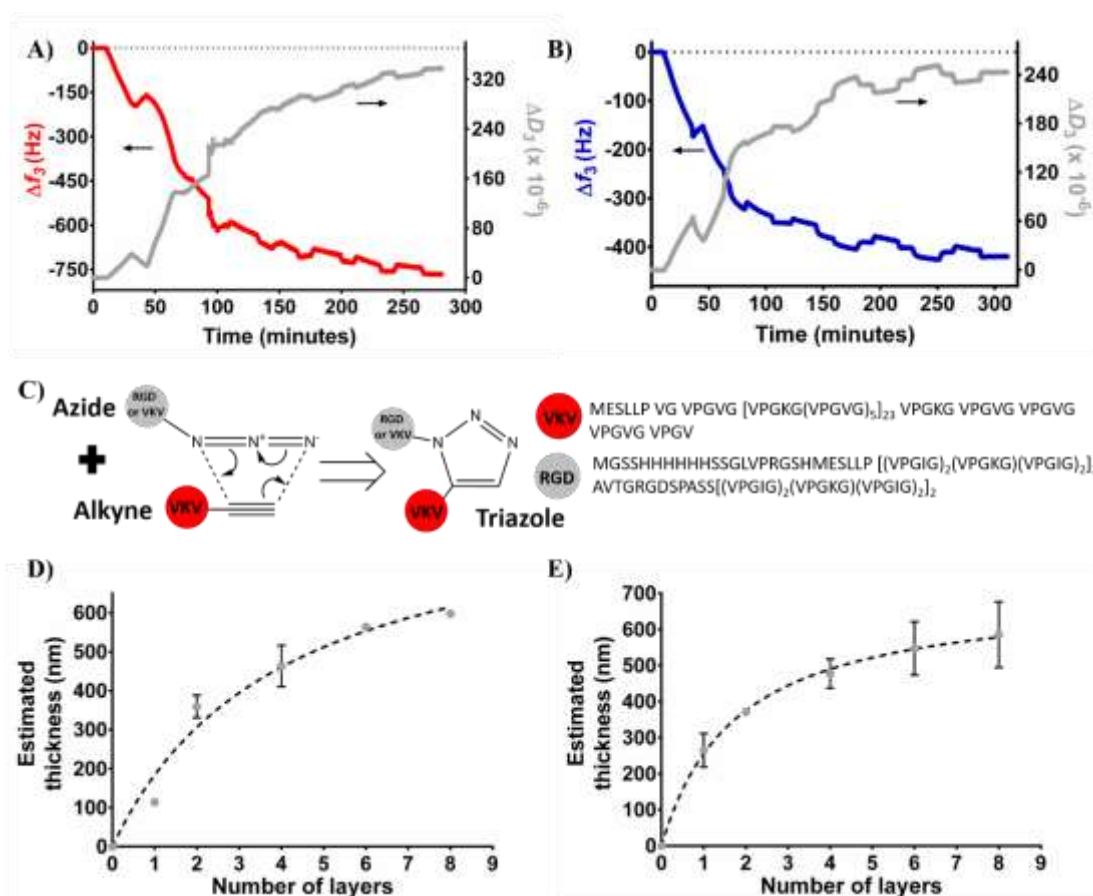 A)
0
-150
-300
-450
-600
-750
Δf3 (Hz)
320
240
160
80
0
ΔD3 (x 10-6)
0 50 100 150 200 250 300
Time (minutes)
B)
0
-100
-200
-300
-400
Δf3 (Hz)
240
180
120
60
0
ΔD3 (x 10-6)
0 50 100 150 200 250 300
Time (minutes)
C)
Azide
RGD
or VKV
N N+ N-
+
Alkyne
VKV
RGD
or VKV
N
N
N
VKV
Triazole
VKV
MESLLP VG VPGVG [VPGKG(VPGVG)5]23 VPGKG VPGVG VPGVG
VPGVG VPGV
RGD
MGSSHHHHHHSSGLVPRGSHMESLLP [(VPGIG)2(VPGKG)(VPGIG)2]2
AVTGRGDSPASS[(VPGIG)2(VPGKG)(VPGIG)2]2
D)
600
500
400
300
200
100
0
Estimated
thickness (nm)
0 1 2 3 4 5 6 7 8 9
Number of layers
E)
700
600
500
400
300
200
100
0
Estimated
thickness (nm)
0 1 2 3 4 5 6 7 8 9
Number of layers